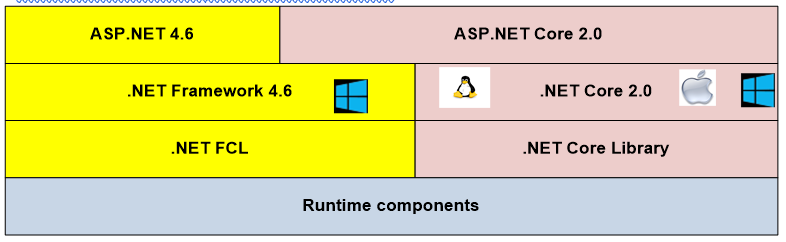 ASP.NET 4.6
ASP.NET Core 2.0
.NET Framework 4.6
.NET Core 2.0
.NET FCL
.NET Core Library
Runtime components